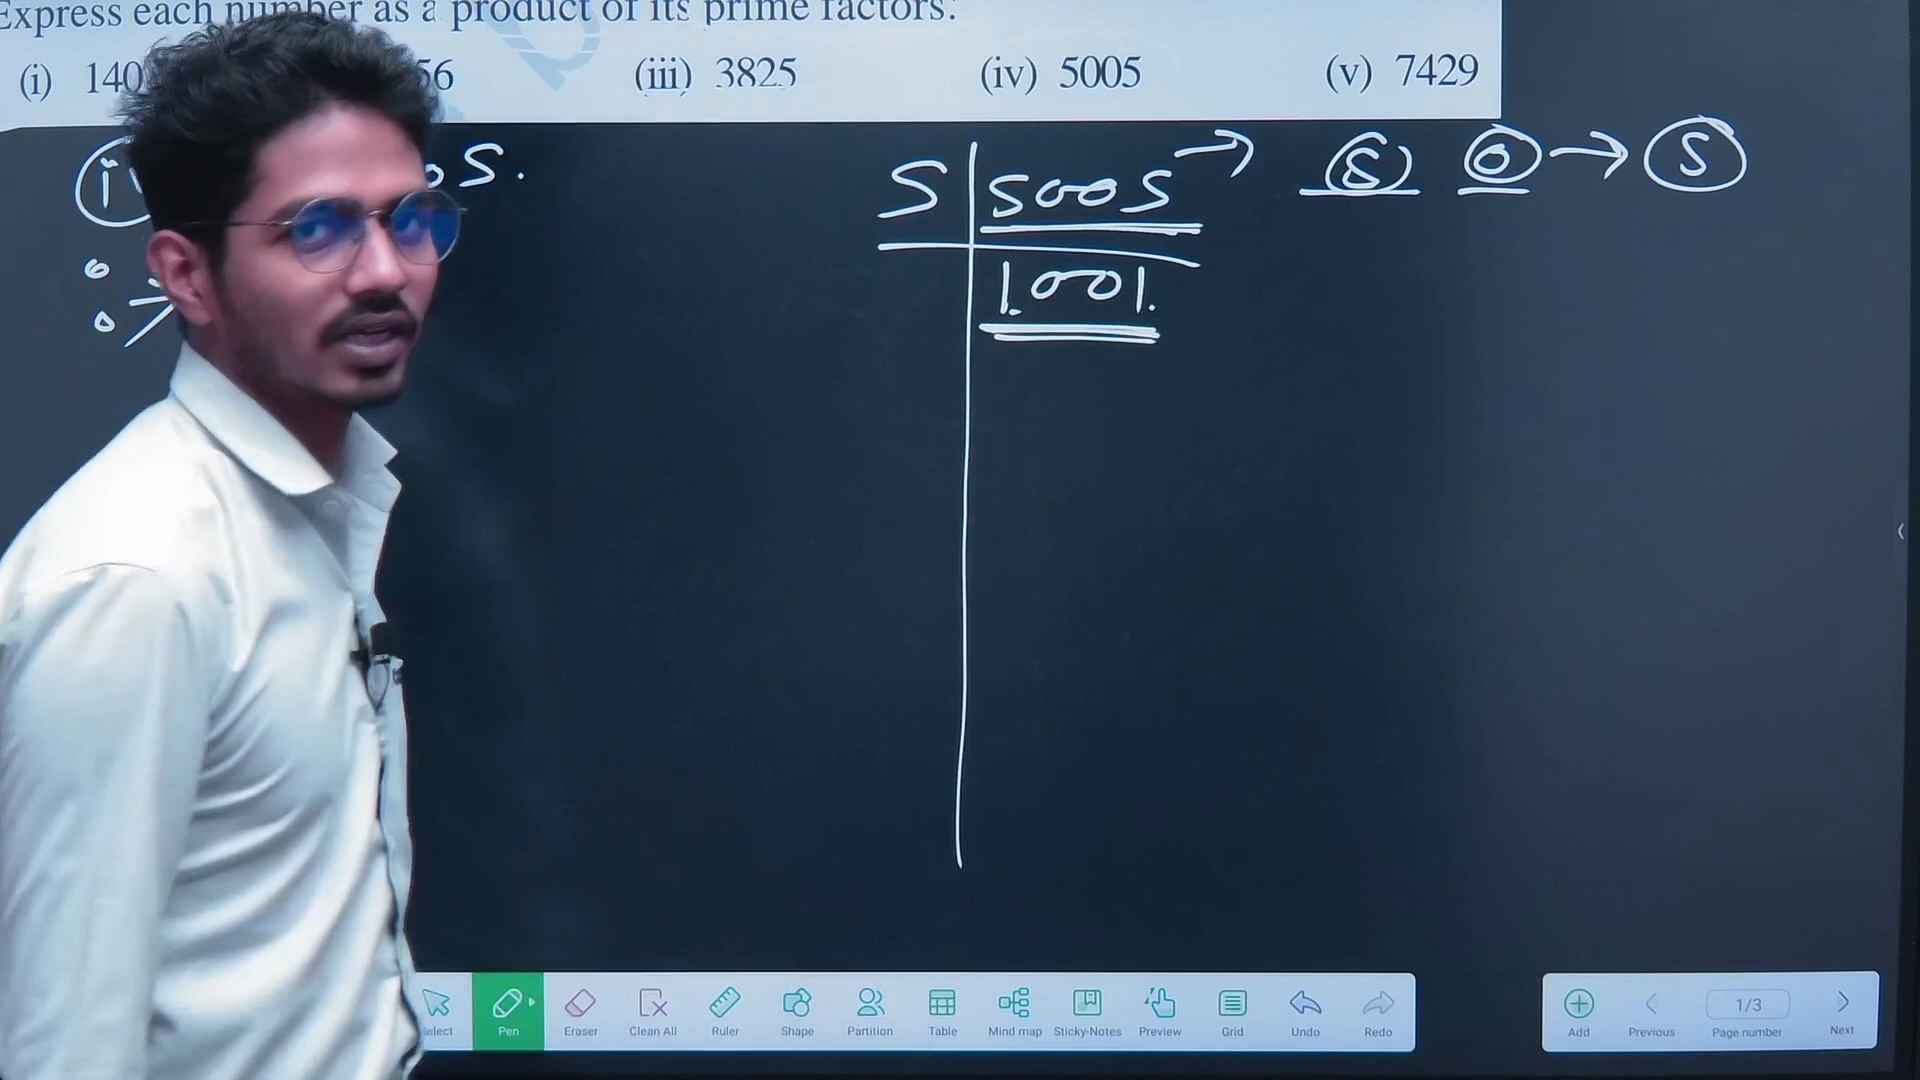 Express each number as a product of its prime factors:
(i) 140 56 (iii) 3825 (iv) 5005 (v) 7429
5.
5 5005 → 5 0 → 5
1001.
Select Pen Eraser Clean All Ruler Shape Partition Table Mind map Sticky-Notes Preview Grid Undo Redo
Add Previous 1/3 Page number Next